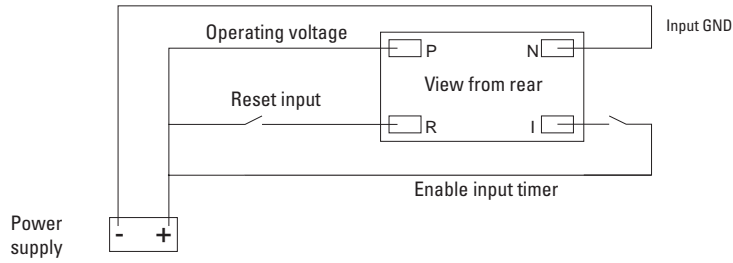 Input GND
Operating voltage
P
N
View from rear
Reset input
R
I
Enable input timer
Power
supply
- +